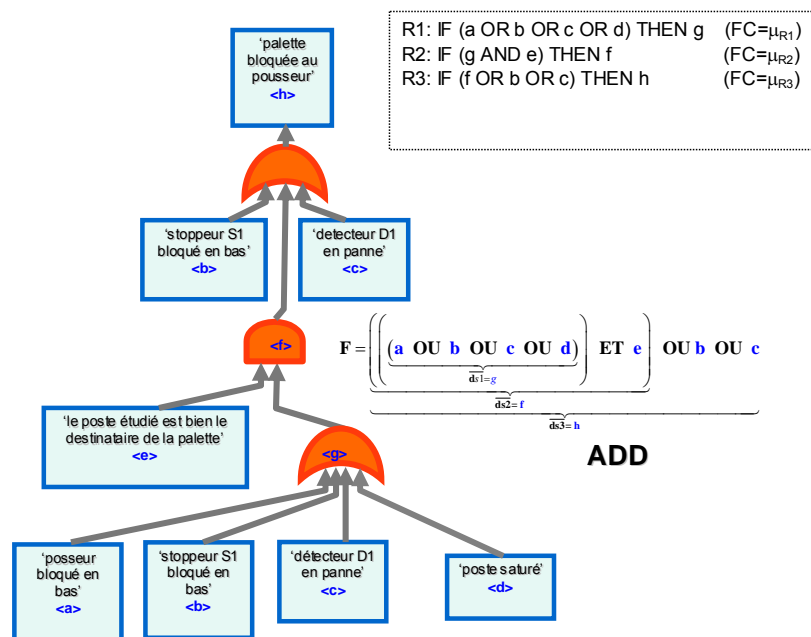 'palette
bloquée au
pousseur'
<h>
R1: IF (a OR b OR c OR d) THEN g (FC=μR1)
R2: IF (g AND e) THEN f (FC=μR2)
R3: IF (f OR b OR c) THEN h (FC=μR3)
'stoppeur S1
bloqué en bas'
<b>
'detecteur D1
en panne'
<c>
<f>
F = (((a OU b OU c OU d)) ET e) OU b OU c
ds1=g
ds2=f
ds3=h
ADD
'le poste étudié est bien le
destinataire de la palette'
<e>
<g>
'posseur
bloqué en
bas'
<a>
'stoppeur S1
bloqué en
bas'
<b>
'détecteur D1
en panne'
<c>
'poste saturé'
<d>